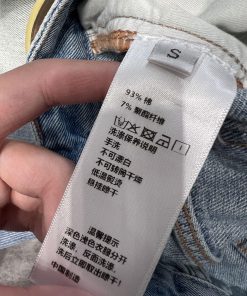 S
93% 棉
7% 聚酯纤维
洗涤保养说明
手洗
不可漂白
不可转筒干燥
低温熨烫
悬挂晾干
温馨提示
深色浅色衣服分开
洗涤，反面洗涤，
洗后立即取出晾干！
中国制造